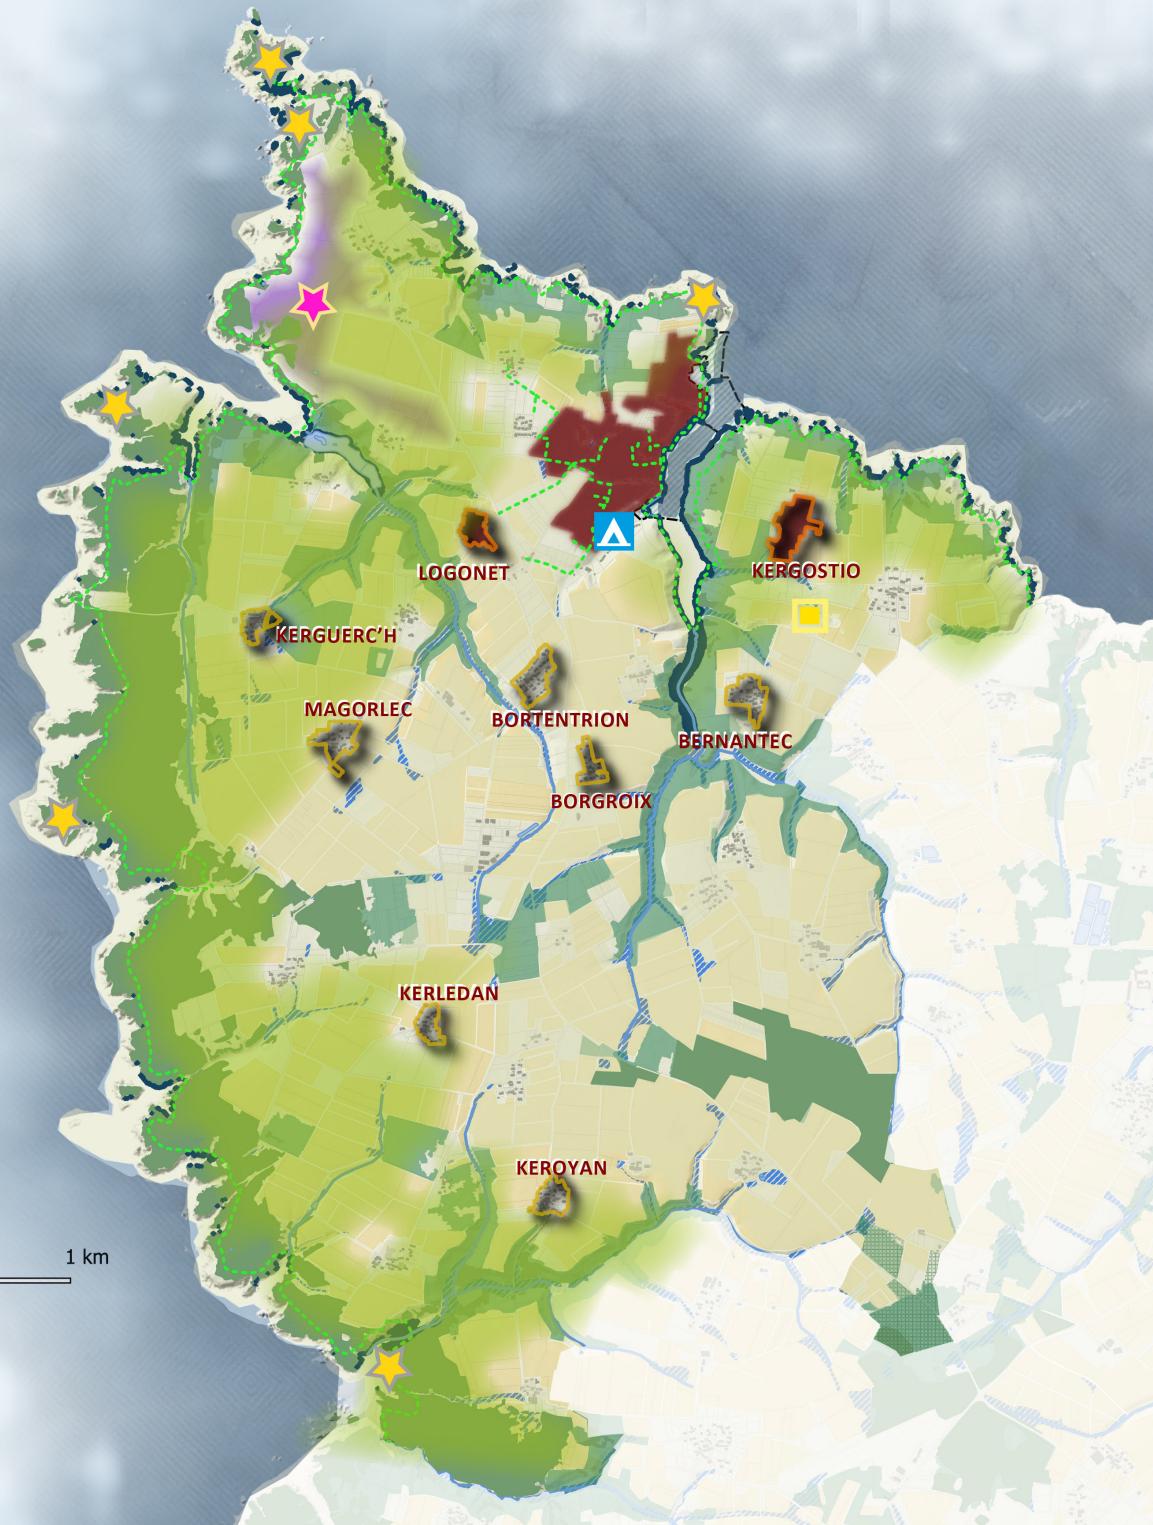 LOGONET
KERGOSTIO
KERGUERC'H
MAGORLEC
BORTENTRION
BERNANTEC
BORGROIX
KERLEDAN
KEROYAN
1 km